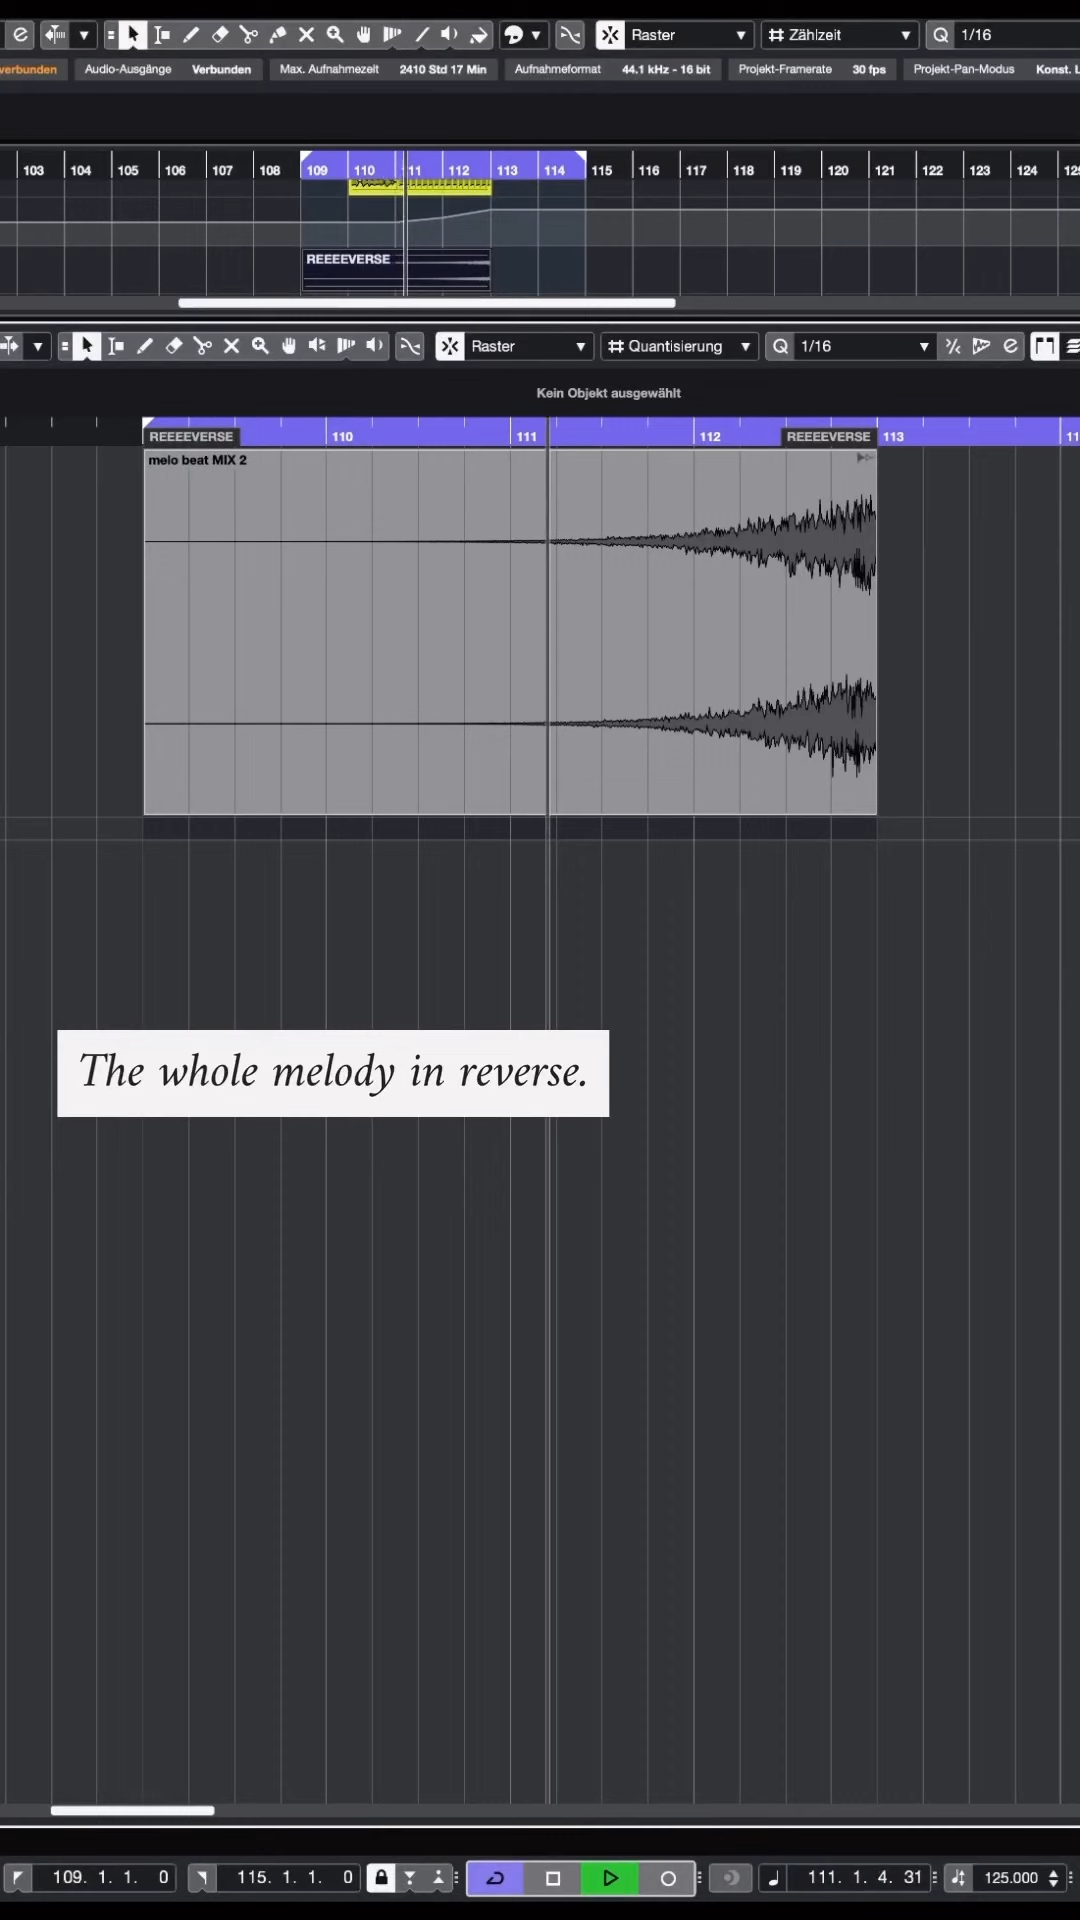 Raster Zählzeit 1/16
verbunden Audio-Ausgänge Verbunden Max. Aufnahmezeit 2410 Std 17 Min Aufnahmeformat 44.1 kHz - 16 bit Projekt-Framerate 30 fps Projekt-Pan-Modus Konst. L
103 104 105 106 107 108 109 110 111 112 113 114 115 116 117 118 119 120 121 122 123 124 125
REEEEVERSE
Raster Quantisierung 1/16
Kein Objekt ausgewählt
REEEEVERSE 110 111 112 REEEEVERSE 113
melo beat MIX 2
The whole melody in reverse.
109. 1. 1. 0 115. 1. 1. 0 111. 1. 4. 31 125.000